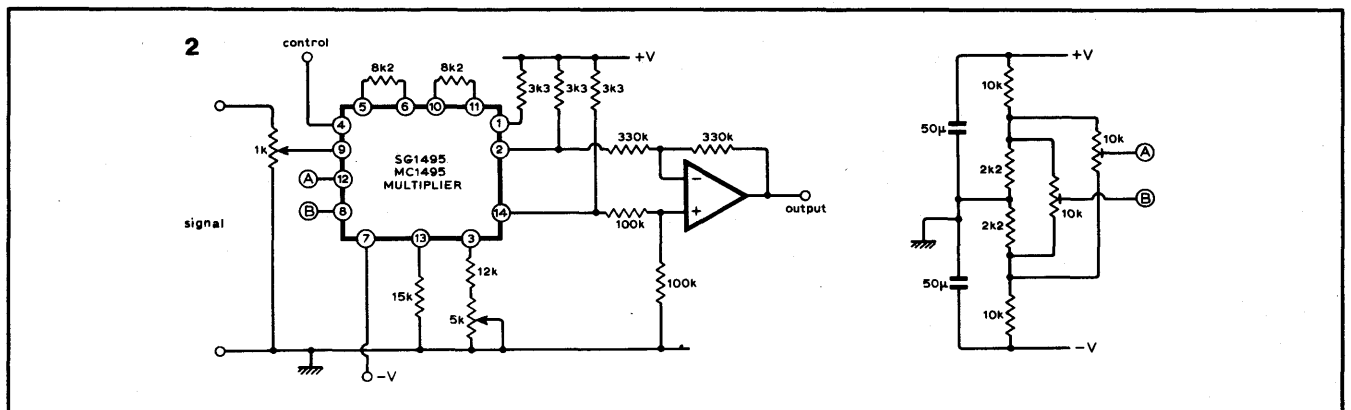 2
control
8k2
8k2
3k3
3k3
3k3
+V
5
6
10
11
4
9
12
8
1
2
14
7
13
3
1k
A
B
SG1495
MC1495
MULTIPLIER
330k
330k
−
+
output
signal
100k
100k
15k
12k
5k
−V
+V
10k
50μ
2k2
10k
10k
A
B
2k2
50μ
10k
−V